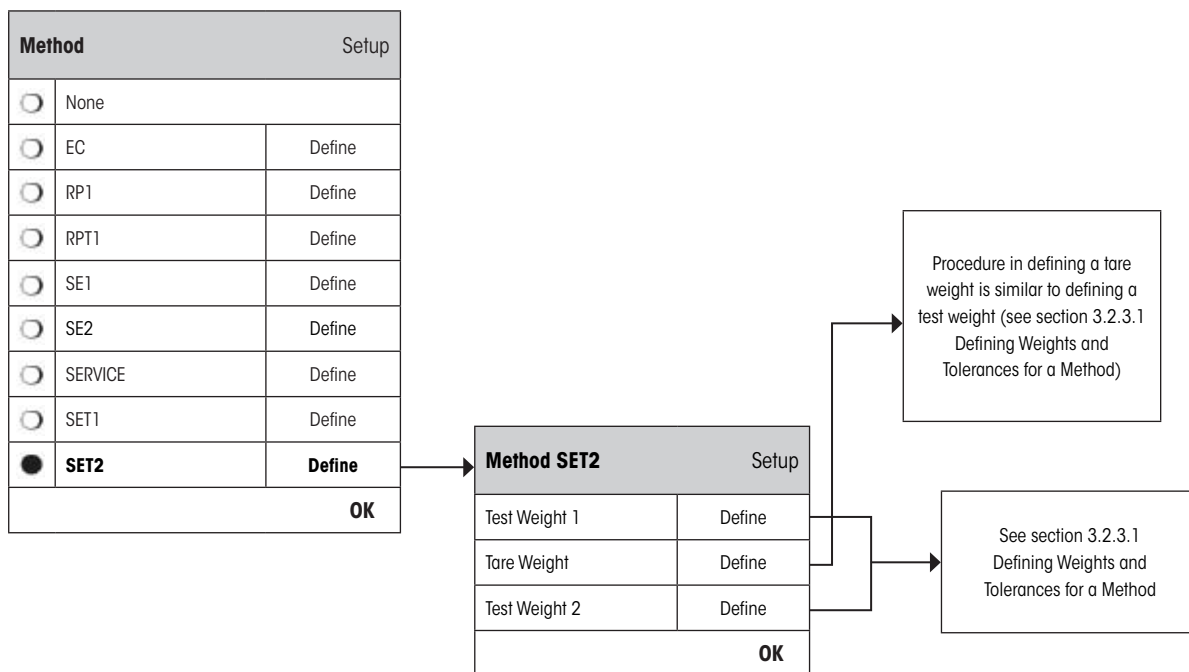 Method Setup
None
EC Define
RP1 Define
RPT1 Define
SE1 Define
SE2 Define
SERVICE Define
SET1 Define
SET2 Define
OK
Method SET2 Setup
Test Weight 1 Define
Tare Weight Define
Test Weight 2 Define
OK
Procedure in defining a tare
weight is similar to defining a
test weight (see section 3.2.3.1
Defining Weights and
Tolerances for a Method)
See section 3.2.3.1
Defining Weights and
Tolerances for a Method